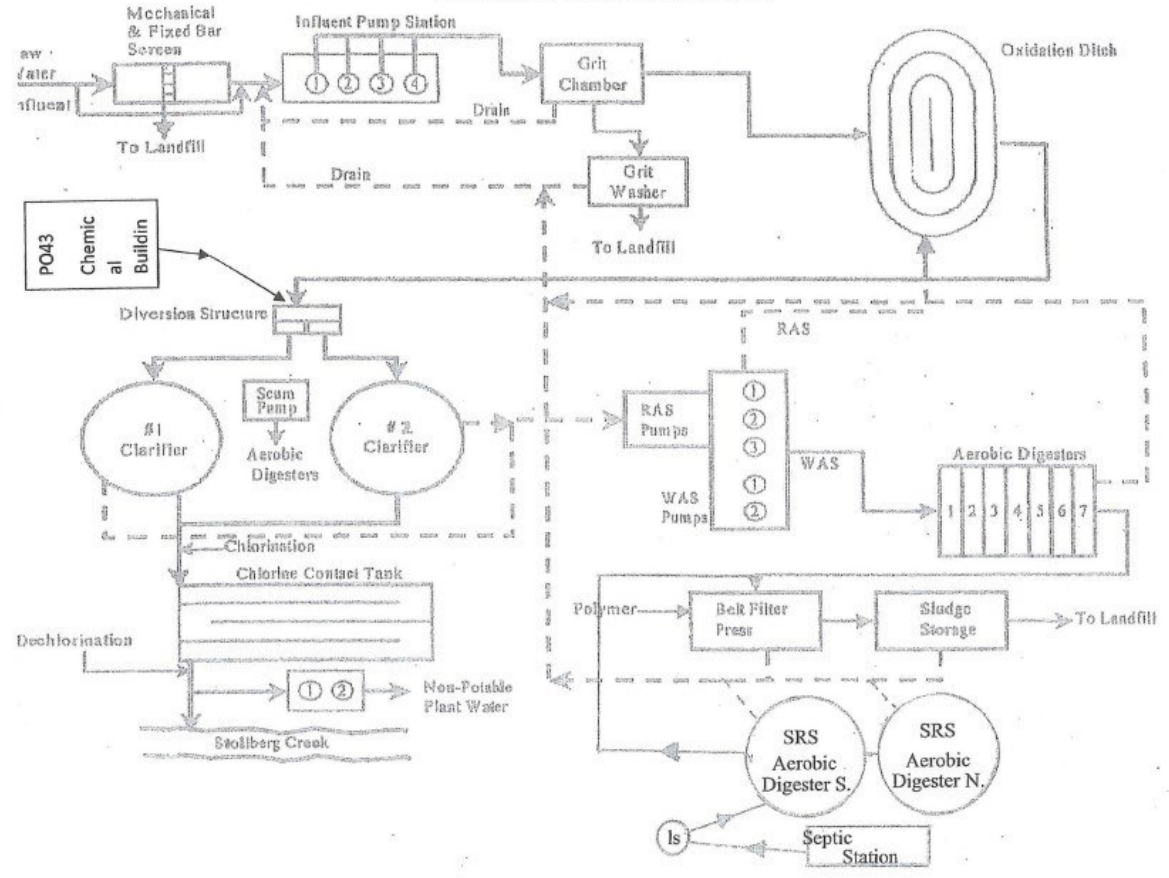 Mechanical
& Fixed Bar
Screen
Influent Pump Station
1 2 3 4
aw
/ater
nfluent
To Landfill
Grit
Chamber
Drain
Drain
Grit
Washer
To Landfill
Oxidation Ditch
PO43
Chemic
al
Buildin
Diversion Structure
#1
Clarifier
Scum
Pump
Aerobic
Digesters
#2
Clarifier
RAS
RAS
Pumps
1
2
3
WAS
Pumps
1
2
WAS
Aerobic Digesters
1 2 3 4 5 6 7
Chlorination
Chlorine Contact Tank
Dechlorination
1 2
Non-Potable
Plant Water
Stollberg Creek
Polymer
Belt Filter
Press
Sludge
Storage
To Landfill
SRS
Aerobic
Digester S.
SRS
Aerobic
Digester N.
ls
Septic
Station